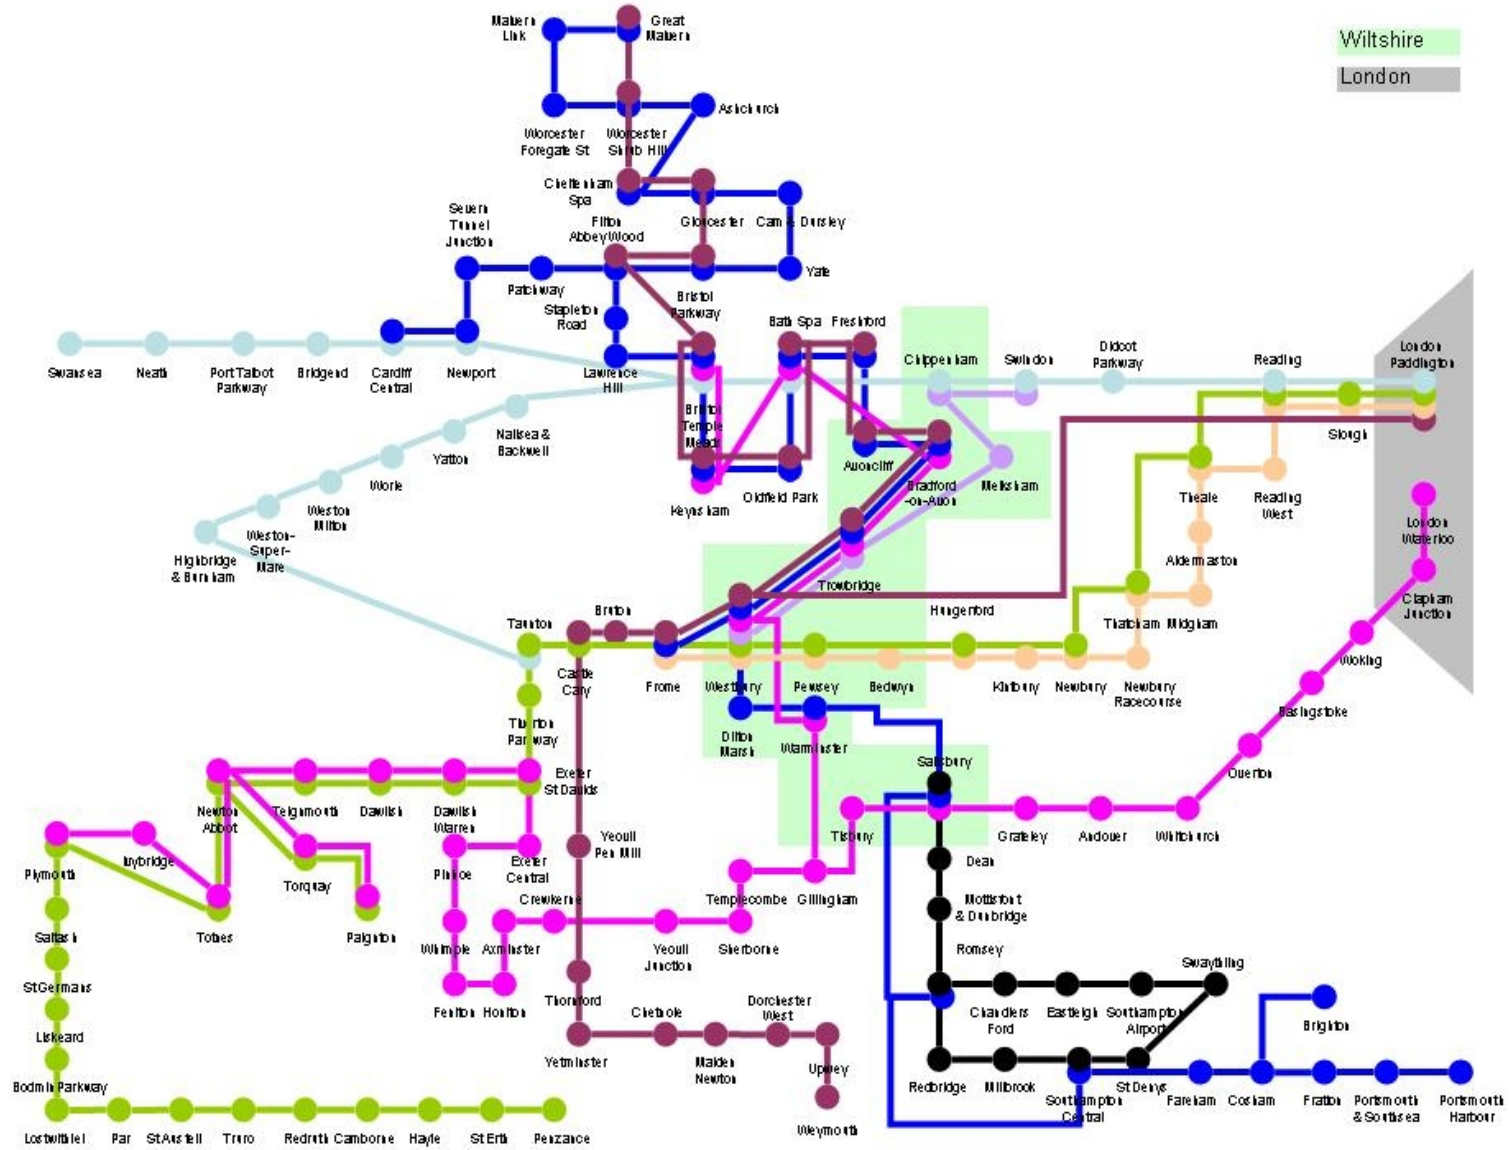 Malvern
Link
Great
Malvern
Wiltshire
London
Ashchurch
Worcester
Foregate St
Worcester
Shrub Hill
Cheltenham
Spa
Severn
Tunnel
Junction
Filton
Abbey Wood
Gloucester
Cam & Dursley
Patchway
Yate
Stapleton
Road
Bristol
Parkway
Bath Spa
Freshford
Swansea
Neath
Port Talbot
Parkway
Bridgend
Cardiff
Central
Newport
Lawrence
Hill
Chippenham
Swindon
Didcot
Parkway
Reading
London
Paddington
Bristol
Temple
Meads
Nailsea &
Backwell
Yatton
Worle
Weston
Milton
Weston-
Super-
Mare
Highbridge
& Burnham
Keynsham
Oldfield Park
Avoncliff
Bradford
-on-Avon
Melksham
Slough
Theale
Reading
West
London
Waterloo
Aldermaston
Trowbridge
Hungerford
Thatcham
Midgham
Clapham
Junction
Taunton
Bruton
Castle
Cary
Frome
Westbury
Pewsey
Bedwyn
Kintbury
Newbury
Newbury
Racecourse
Woking
Basingstoke
Tiverton
Parkway
Dilton
Marsh
Warminster
Salisbury
Overton
Exeter
St Davids
Newton
Abbot
Teignmouth
Dawlish
Dawlish
Warren
Tisbury
Grateley
Andover
Whitchurch
Plymouth
Ivybridge
Torquay
Pinhoe
Exeter
Central
Yeovil
Pen Mill
Dean
Crewkerne
Templecombe
Gillingham
Mottisfont
& Dunbridge
Saltash
Totnes
Paignton
Whimple
Axminster
Yeovil
Junction
Sherborne
Romsey
Swaythling
St Germans
Feniton
Honiton
Thornford
Chetnole
Dorchester
West
Chandlers
Ford
Eastleigh
Southampton
Airport
Brighton
Liskeard
Yetminster
Maiden
Newton
Upwey
Bodmin Parkway
Redbridge
Millbrook
St Denys
Southampton
Central
Fareham
Cosham
Fratton
Portsmouth
& Southsea
Portsmouth
Harbour
Lostwithiel
Par
St Austell
Truro
Redruth
Camborne
Hayle
St Erth
Penzance
Weymouth